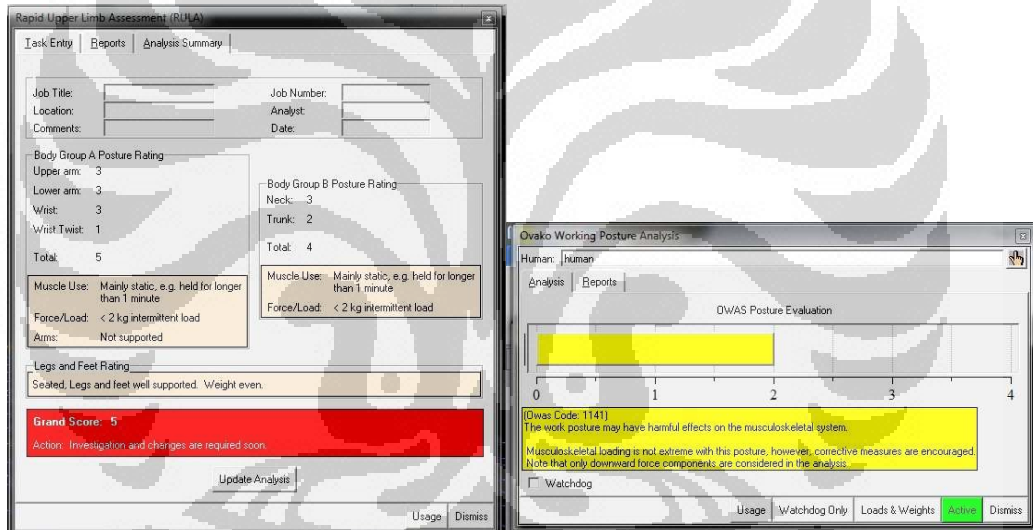 Rapid Upper Limb Assessment (RULA)
Task Entry Reports Analysis Summary
Job Title: Job Number:
Location: Analyst:
Comments: Date:
Body Group A Posture Rating
Upper arm: 3
Lower arm: 3
Wrist: 3
Wrist Twist: 1
Total: 5
Muscle Use: Mainly static, e.g. held for longer
than 1 minute
Force/Load: < 2 kg intermittent load
Arms: Not supported
Body Group B Posture Rating
Neck: 3
Trunk: 2
Total: 4
Muscle Use: Mainly static, e.g. held for longer
than 1 minute
Force/Load: < 2 kg intermittent load
Legs and Feet Rating
Seated, Legs and feet well supported. Weight even.
Grand Score: 5
Action: Investigation and changes are required soon.
Update Analysis
Usage Dismiss
Ovako Working Posture Analysis
Human: human
Analysis Reports
OWAS Posture Evaluation
0 1 2 3 4
(Owas Code: 1141)
The work posture may have harmful effects on the musculoskeletal system.
Musculoskeletal loading is not extreme with this posture, however, corrective measures are encouraged.
Note that only downward force components are considered in the analysis
Watchdog
Usage Watchdog Only Loads & Weights Active Dismiss